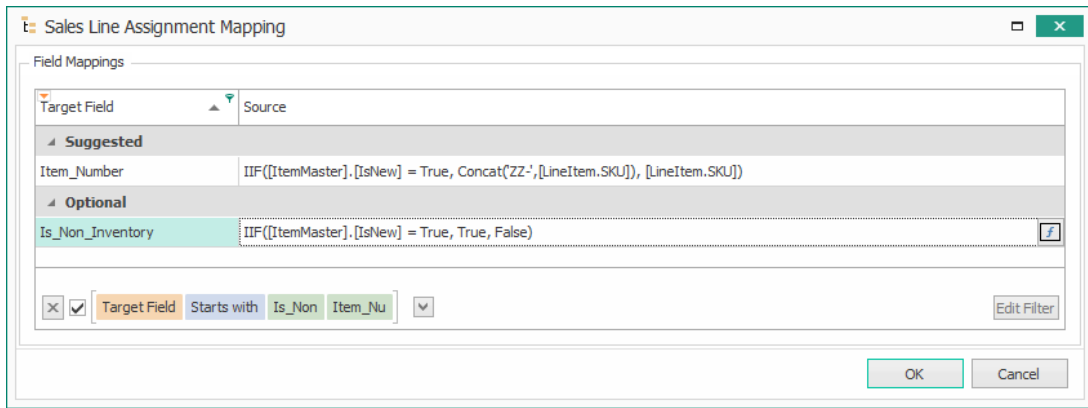 Sales Line Assignment Mapping
Field Mappings
Target Field Source
Suggested
Item_Number IIF([ItemMaster].[IsNew] = True, Concat('ZZ-',[LineItem.SKU]), [LineItem.SKU])
Optional
Is_Non_Inventory IIF([ItemMaster].[IsNew] = True, True, False) f
Target Field Starts with Is_Non Item_Nu Edit Filter
OK Cancel